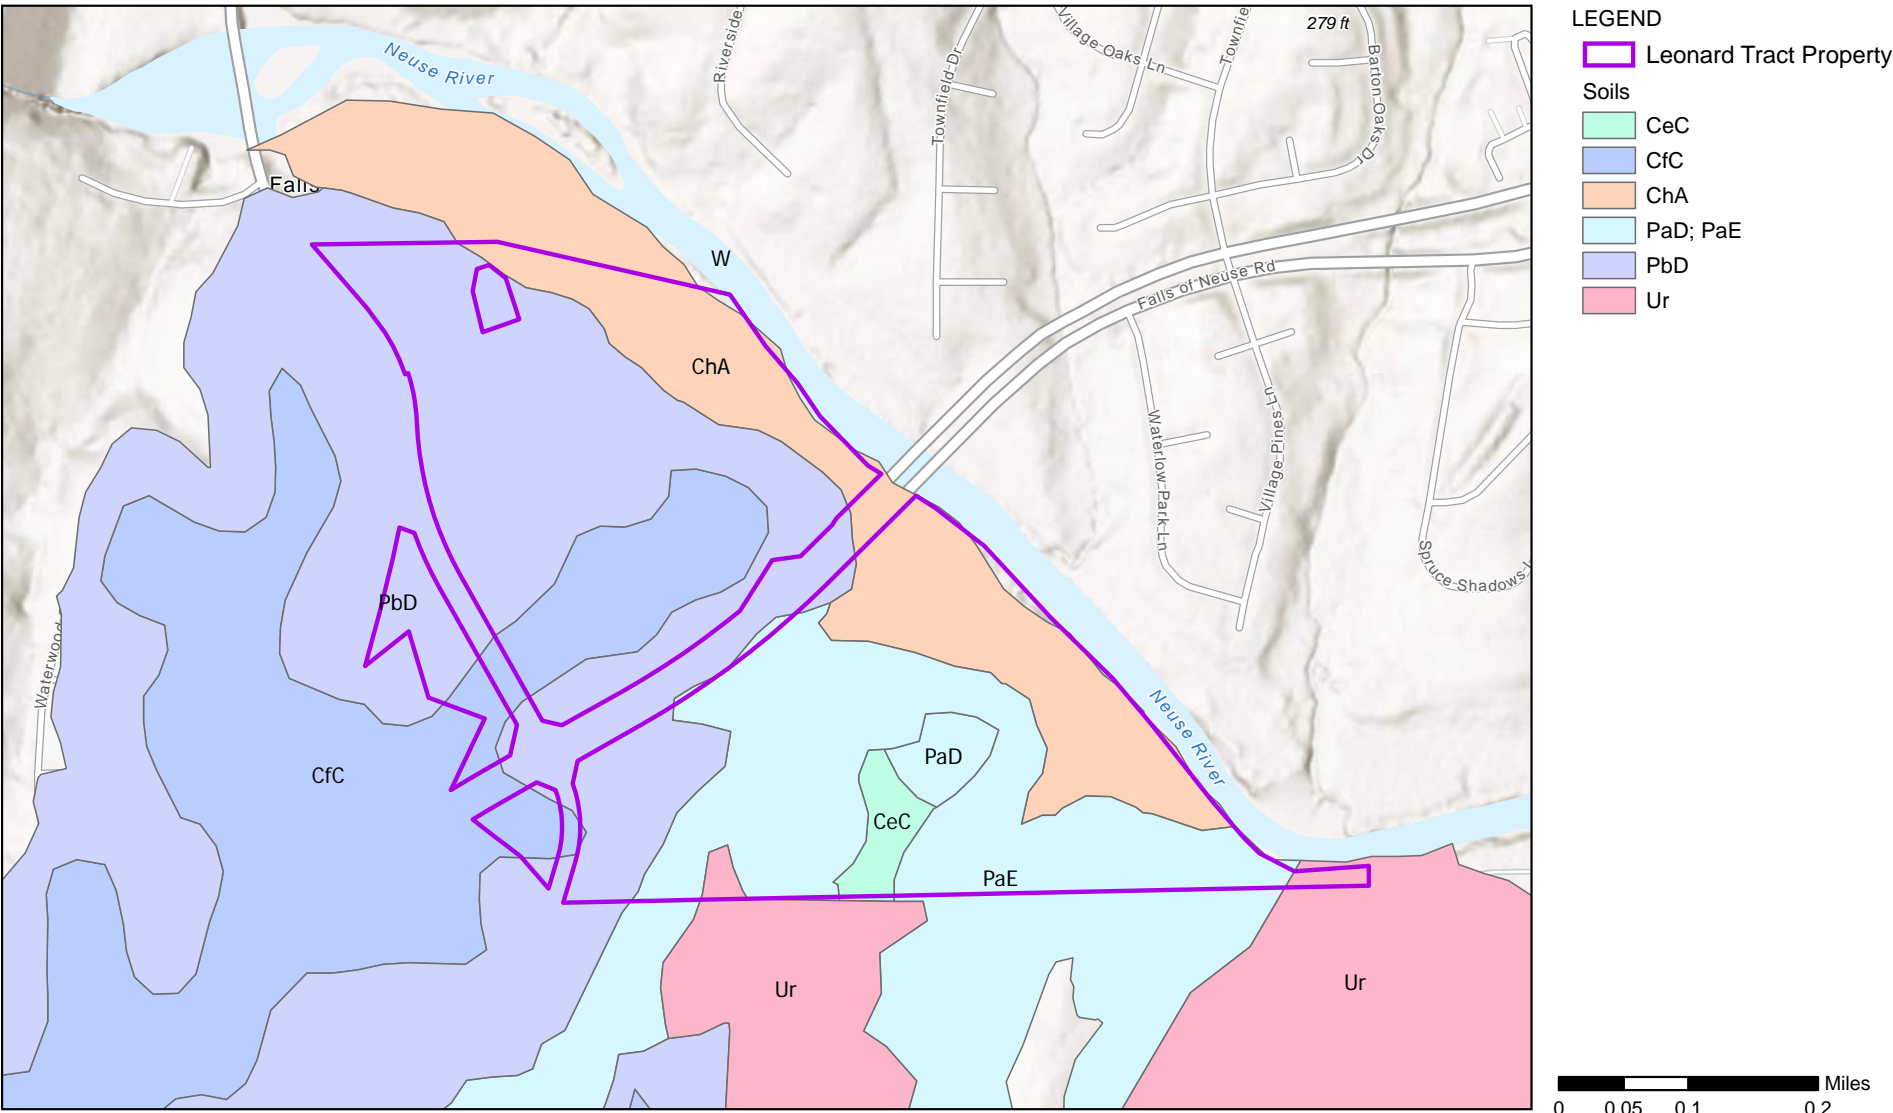 Neuse River
Riverside
Townfield-Dr
Village-Oaks Ln
Townfie
279 ft
Barton-Oaks-Dr
Falls
W
Falls of Neuse Rd
ChA
Waterlow-Park-Ln
Village-Pines-Ln
Spruce-Shadows-L
PbD
Waterwood
CfC
Neuse River
PaD
CeC
PaE
Ur
Ur
LEGEND
Leonard Tract Property
Soils
CeC
CfC
ChA
PaD; PaE
PbD
Ur
Miles
0 0.05 0.1 0.2